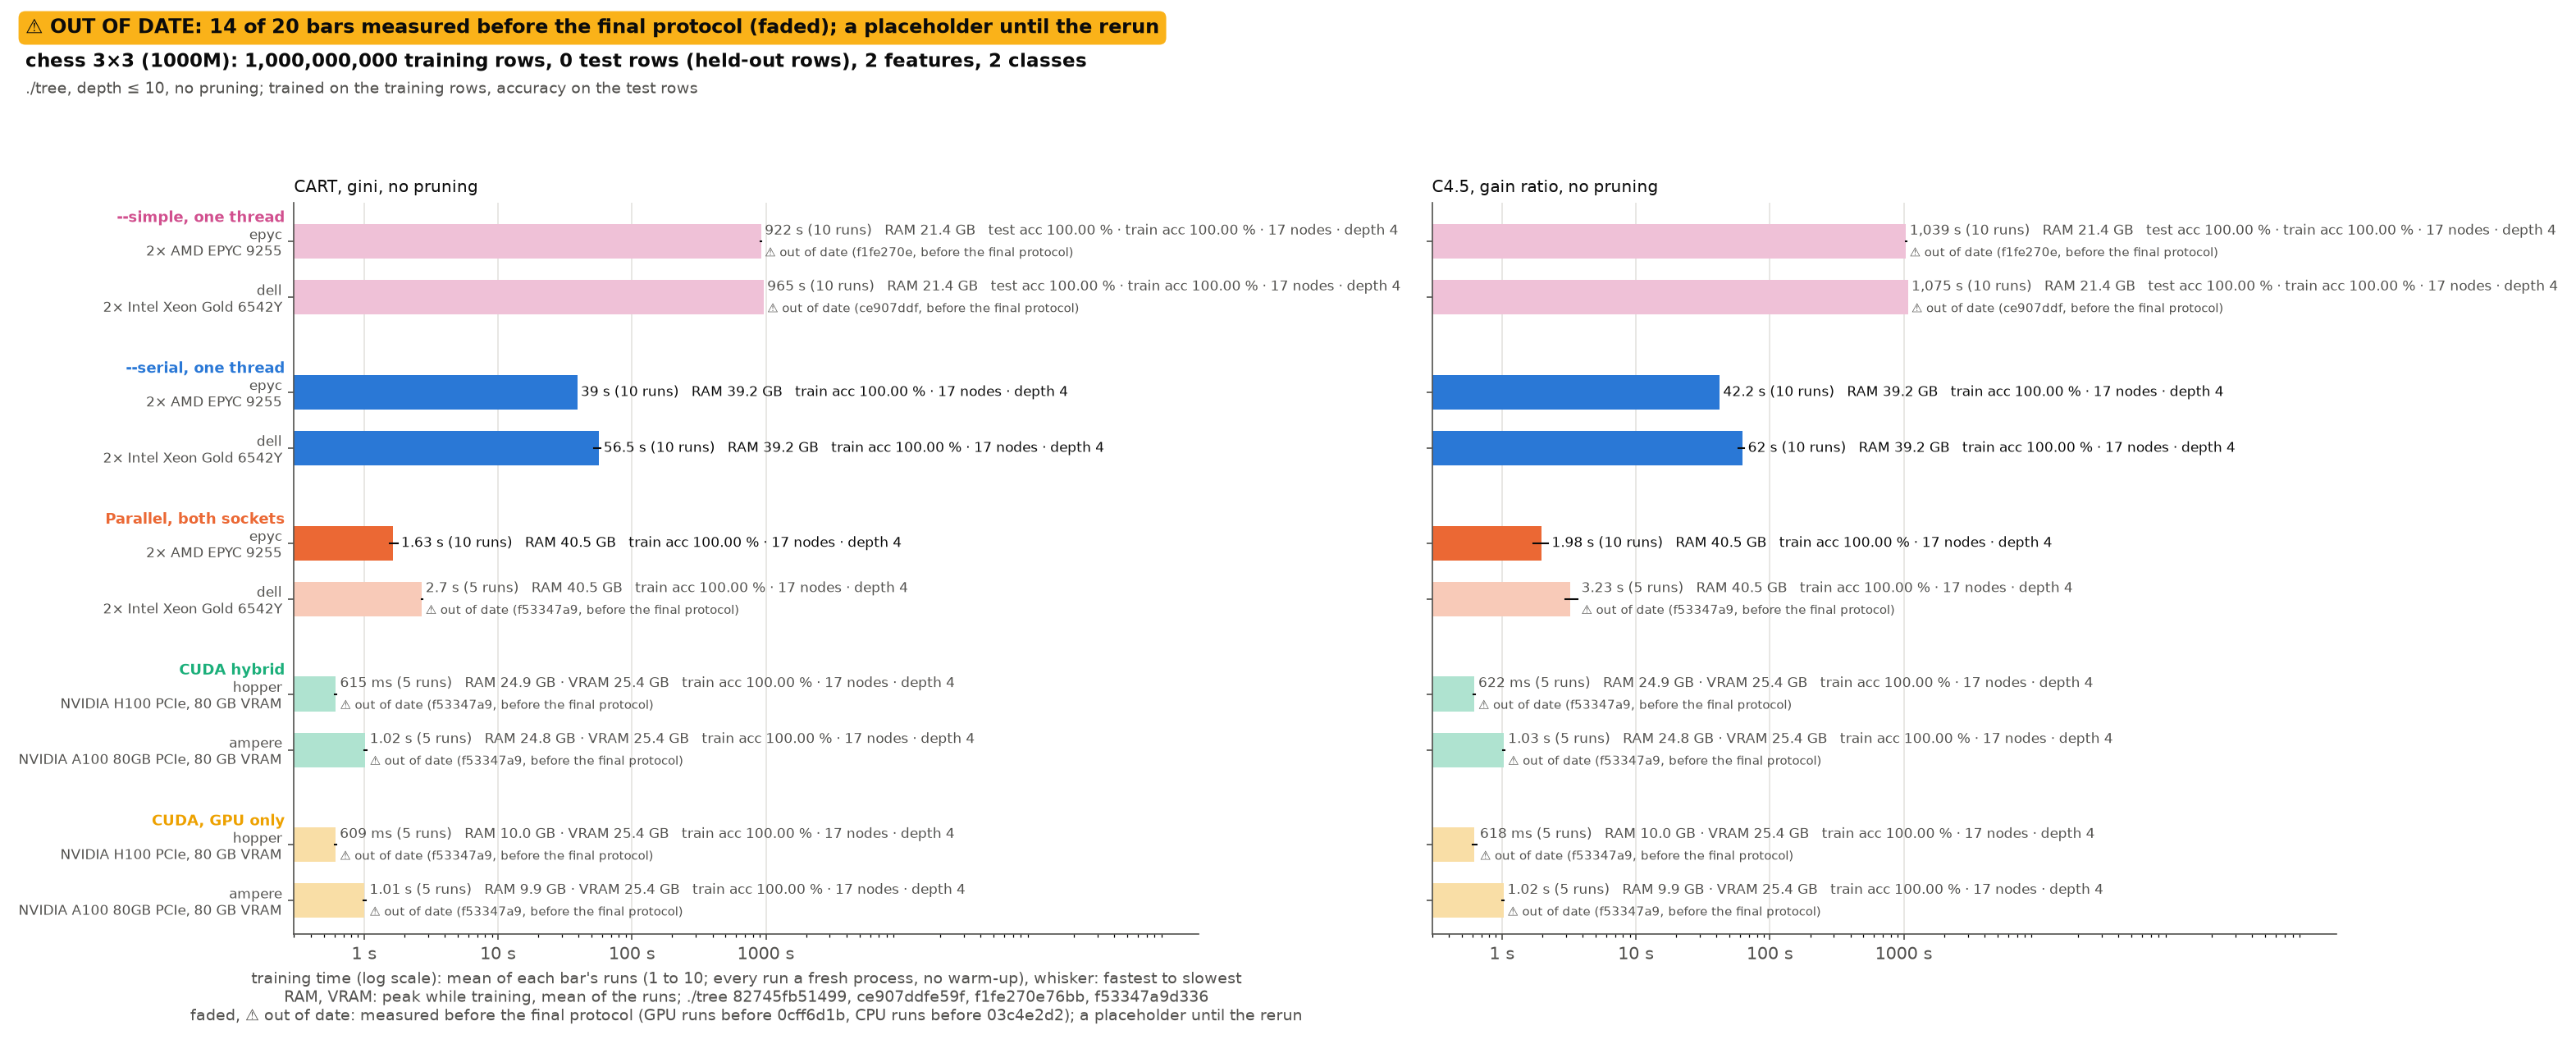 ⚠ OUT OF DATE: 14 of 20 bars measured before the final protocol (faded); a placeholder until the rerun
chess 3×3 (1000M): 1,000,000,000 training rows, 0 test rows (held-out rows), 2 features, 2 classes
./tree, depth ≤ 10, no pruning; trained on the training rows, accuracy on the test rows
CART, gini, no pruning
--simple, one thread
epyc
2× AMD EPYC 9255
922 s (10 runs) RAM 21.4 GB test acc 100.00 % · train acc 100.00 % · 17 nodes · depth 4
⚠ out of date (f1fe270e, before the final protocol)
dell
2× Intel Xeon Gold 6542Y
965 s (10 runs) RAM 21.4 GB test acc 100.00 % · train acc 100.00 % · 17 nodes · depth 4
⚠ out of date (ce907ddf, before the final protocol)
--serial, one thread
epyc
2× AMD EPYC 9255
39 s (10 runs) RAM 39.2 GB train acc 100.00 % · 17 nodes · depth 4
dell
2× Intel Xeon Gold 6542Y
56.5 s (10 runs) RAM 39.2 GB train acc 100.00 % · 17 nodes · depth 4
Parallel, both sockets
epyc
2× AMD EPYC 9255
1.63 s (10 runs) RAM 40.5 GB train acc 100.00 % · 17 nodes · depth 4
dell
2× Intel Xeon Gold 6542Y
2.7 s (5 runs) RAM 40.5 GB train acc 100.00 % · 17 nodes · depth 4
⚠ out of date (f53347a9, before the final protocol)
CUDA hybrid
hopper
NVIDIA H100 PCIe, 80 GB VRAM
615 ms (5 runs) RAM 24.9 GB · VRAM 25.4 GB train acc 100.00 % · 17 nodes · depth 4
⚠ out of date (f53347a9, before the final protocol)
ampere
NVIDIA A100 80GB PCIe, 80 GB VRAM
1.02 s (5 runs) RAM 24.8 GB · VRAM 25.4 GB train acc 100.00 % · 17 nodes · depth 4
⚠ out of date (f53347a9, before the final protocol)
CUDA, GPU only
hopper
NVIDIA H100 PCIe, 80 GB VRAM
609 ms (5 runs) RAM 10.0 GB · VRAM 25.4 GB train acc 100.00 % · 17 nodes · depth 4
⚠ out of date (f53347a9, before the final protocol)
ampere
NVIDIA A100 80GB PCIe, 80 GB VRAM
1.01 s (5 runs) RAM 9.9 GB · VRAM 25.4 GB train acc 100.00 % · 17 nodes · depth 4
⚠ out of date (f53347a9, before the final protocol)
1 s 10 s 100 s 1000 s
training time (log scale): mean of each bar's runs (1 to 10; every run a fresh process, no warm-up), whisker: fastest to slowest
RAM, VRAM: peak while training, mean of the runs; ./tree 82745fb51499, ce907ddfe59f, f1fe270e76bb, f53347a9d336
faded, ⚠ out of date: measured before the final protocol (GPU runs before 0cff6d1b, CPU runs before 03c4e2d2); a placeholder until the rerun
C4.5, gain ratio, no pruning
1,039 s (10 runs) RAM 21.4 GB test acc 100.00 % · train acc 100.00 % · 17 nodes · depth 4
⚠ out of date (f1fe270e, before the final protocol)
1,075 s (10 runs) RAM 21.4 GB test acc 100.00 % · train acc 100.00 % · 17 nodes · depth 4
⚠ out of date (ce907ddf, before the final protocol)
42.2 s (10 runs) RAM 39.2 GB train acc 100.00 % · 17 nodes · depth 4
62 s (10 runs) RAM 39.2 GB train acc 100.00 % · 17 nodes · depth 4
1.98 s (10 runs) RAM 40.5 GB train acc 100.00 % · 17 nodes · depth 4
3.23 s (5 runs) RAM 40.5 GB train acc 100.00 % · 17 nodes · depth 4
⚠ out of date (f53347a9, before the final protocol)
622 ms (5 runs) RAM 24.9 GB · VRAM 25.4 GB train acc 100.00 % · 17 nodes · depth 4
⚠ out of date (f53347a9, before the final protocol)
1.03 s (5 runs) RAM 24.8 GB · VRAM 25.4 GB train acc 100.00 % · 17 nodes · depth 4
⚠ out of date (f53347a9, before the final protocol)
618 ms (5 runs) RAM 10.0 GB · VRAM 25.4 GB train acc 100.00 % · 17 nodes · depth 4
⚠ out of date (f53347a9, before the final protocol)
1.02 s (5 runs) RAM 9.9 GB · VRAM 25.4 GB train acc 100.00 % · 17 nodes · depth 4
⚠ out of date (f53347a9, before the final protocol)
1 s 10 s 100 s 1000 s